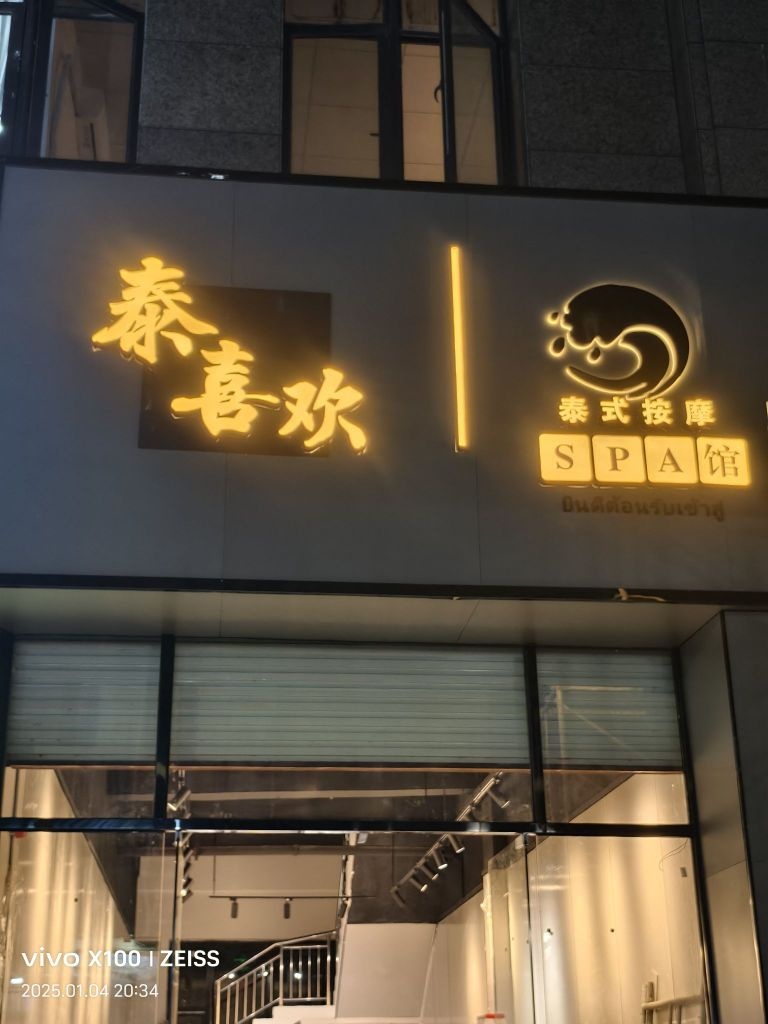 泰喜欢
泰式按摩
SPA馆
ยินดีต้อนรับเข้าสู่
vivo X100 | ZEISS
2025.01.04 20:34